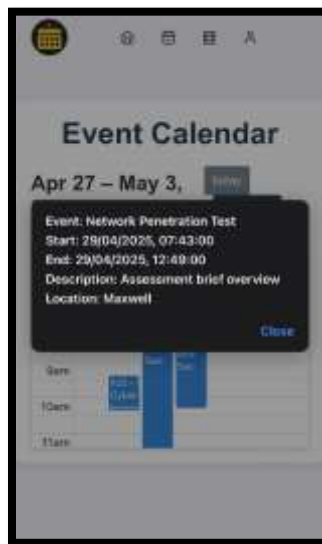 Event Calendar
Apr 27 – May 3,
Event: Network Penetration Test
Start: 29/04/2025, 07:43:00
End: 29/04/2025, 12:49:00
Description: Assessment brief overview
Location: Maxwell
Close
9am
10am
11am